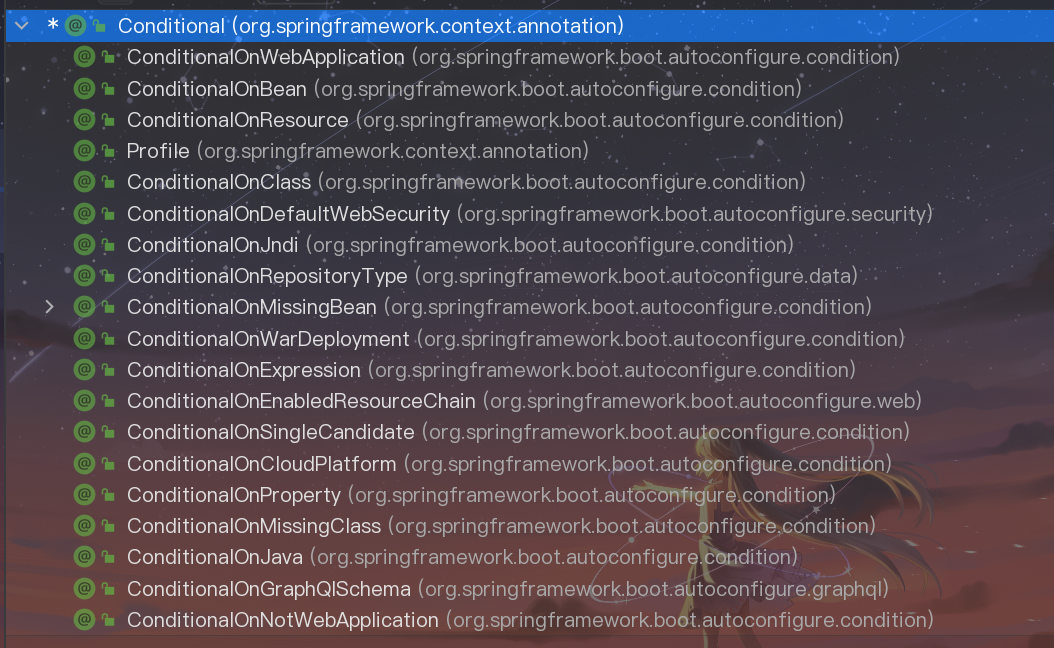 * @ Conditional (org.springframework.context.annotation)
@ ConditionalOnWebApplication (org.springframework.boot.autoconfigure.condition)
@ ConditionalOnBean (org.springframework.boot.autoconfigure.condition)
@ ConditionalOnResource (org.springframework.boot.autoconfigure.condition)
@ Profile (org.springframework.context.annotation)
@ ConditionalOnClass (org.springframework.boot.autoconfigure.condition)
@ ConditionalOnDefaultWebSecurity (org.springframework.boot.autoconfigure.security)
@ ConditionalOnJndi (org.springframework.boot.autoconfigure.condition)
@ ConditionalOnRepositoryType (org.springframework.boot.autoconfigure.data)
@ ConditionalOnMissingBean (org.springframework.boot.autoconfigure.condition)
@ ConditionalOnWarDeployment (org.springframework.boot.autoconfigure.condition)
@ ConditionalOnExpression (org.springframework.boot.autoconfigure.condition)
@ ConditionalOnEnabledResourceChain (org.springframework.boot.autoconfigure.web)
@ ConditionalOnSingleCandidate (org.springframework.boot.autoconfigure.condition)
@ ConditionalOnCloudPlatform (org.springframework.boot.autoconfigure.condition)
@ ConditionalOnProperty (org.springframework.boot.autoconfigure.condition)
@ ConditionalOnMissingClass (org.springframework.boot.autoconfigure.condition)
@ ConditionalOnJava (org.springframework.boot.autoconfigure.condition)
@ ConditionalOnGraphQlSchema (org.springframework.boot.autoconfigure.graphql)
@ ConditionalOnNotWebApplication (org.springframework.boot.autoconfigure.condition)